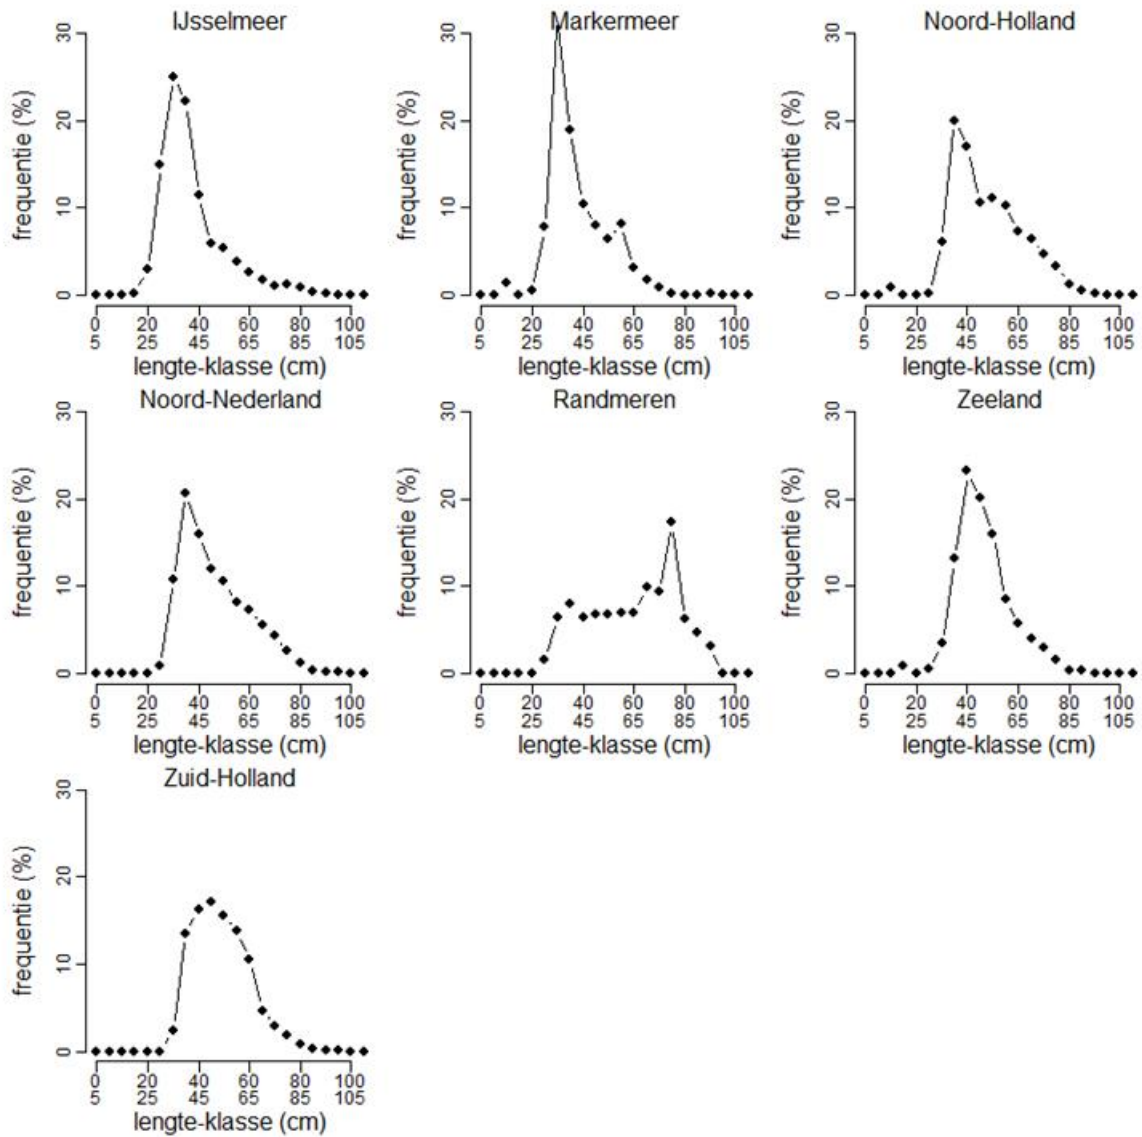 IJsselmeer
frequentie (%)
30
20
10
0
0 20 40 60 80 100
5 25 45 65 85 105
lengte-klasse (cm)
Markermeer
frequentie (%)
30
20
10
0
0 20 40 60 80 100
5 25 45 65 85 105
lengte-klasse (cm)
Noord-Holland
frequentie (%)
30
20
10
0
0 20 40 60 80 100
5 25 45 65 85 105
lengte-klasse (cm)
Noord-Nederland
frequentie (%)
30
20
10
0
0 20 40 60 80 100
5 25 45 65 85 105
lengte-klasse (cm)
Randmeren
frequentie (%)
30
20
10
0
0 20 40 60 80 100
5 25 45 65 85 105
lengte-klasse (cm)
Zeeland
frequentie (%)
30
20
10
0
0 20 40 60 80 100
5 25 45 65 85 105
lengte-klasse (cm)
Zuid-Holland
frequentie (%)
30
20
10
0
0 20 40 60 80 100
5 25 45 65 85 105
lengte-klasse (cm)